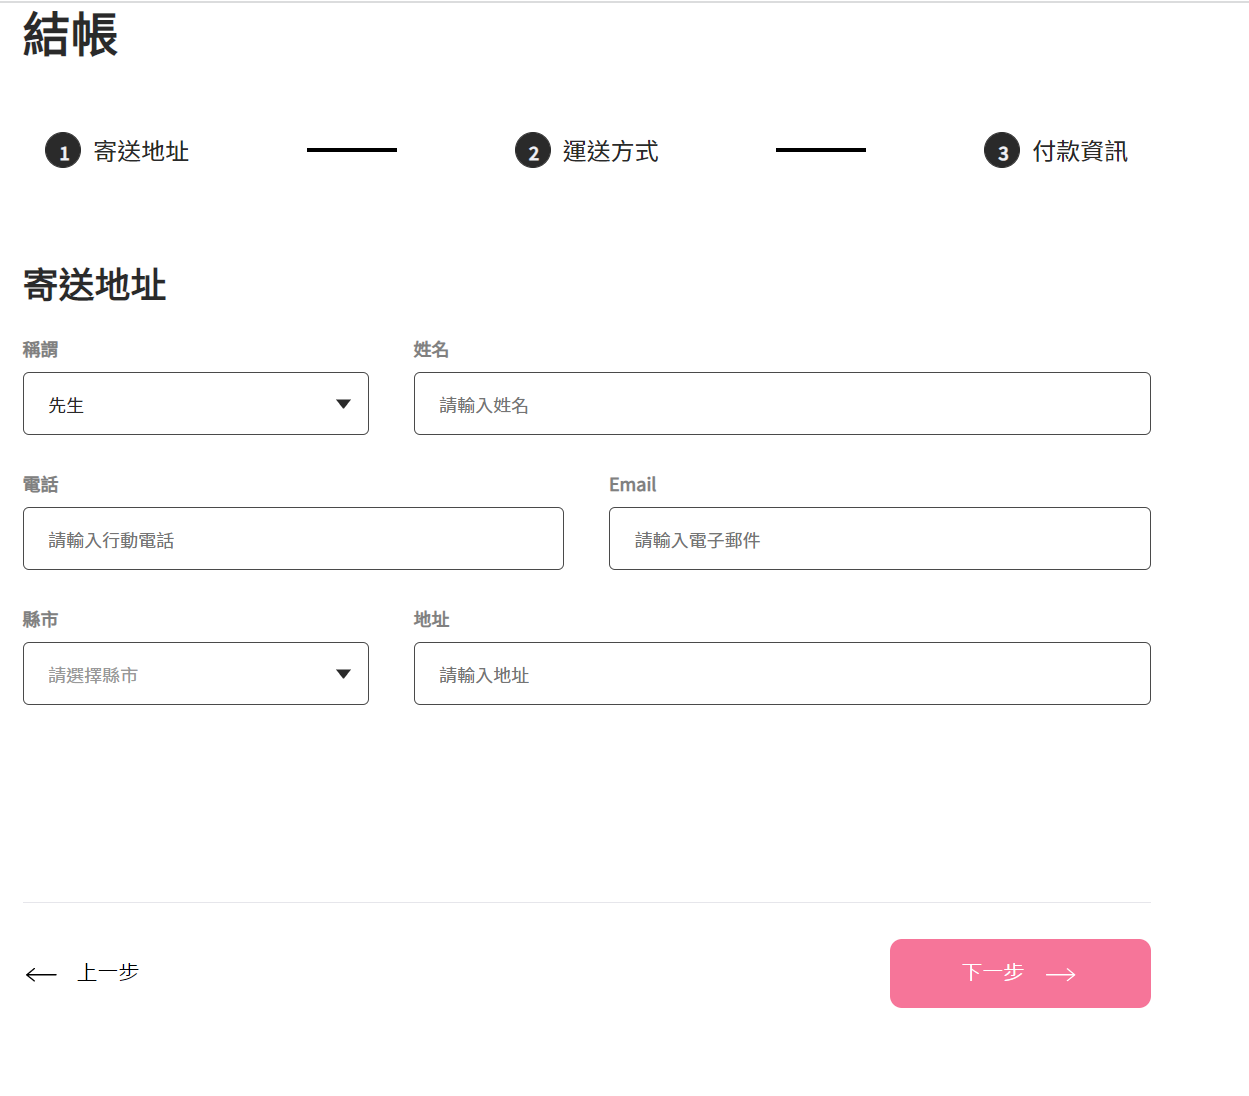 結帳
1 寄送地址
2 運送方式
3 付款資訊
寄送地址
稱謂 姓名
先生 請輸入姓名
電話 Email
請輸入行動電話 請輸入電子郵件
縣市 地址
請選擇縣市 請輸入地址
上一步 下一步